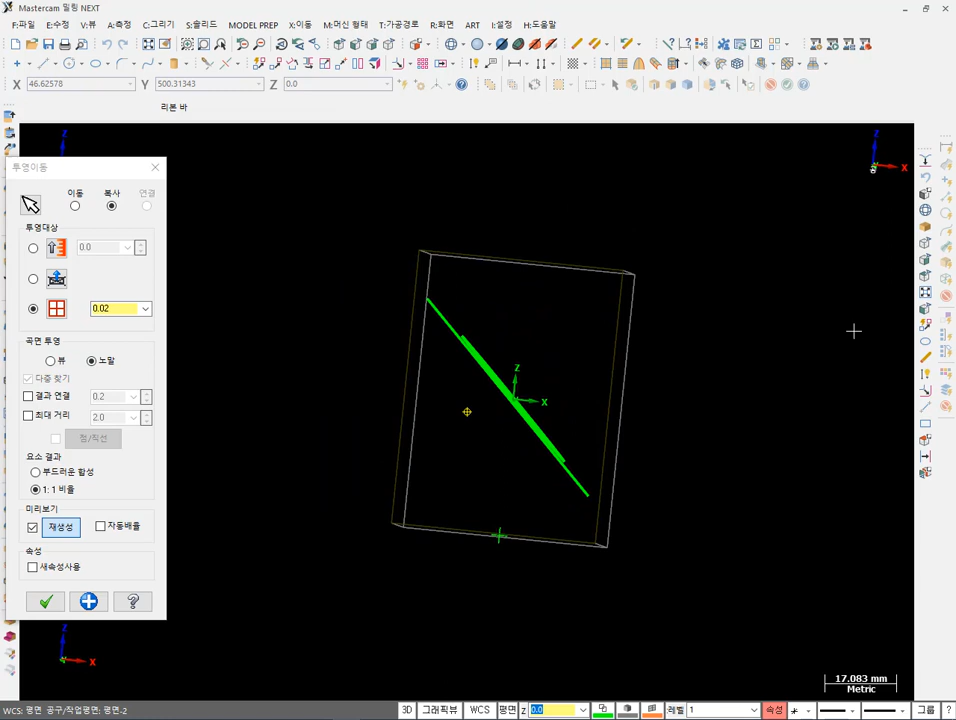 Mastercam 밀링 NEXT
F:파일 E:수정 V:뷰 A:측정 C:그리기 S:솔리드 MODEL PREP X:이동 M:머신 형태 T:가공경로 R:화면 ART I:설정 H:도움말
X 46.62578 Y 500.31343 Z 0.0
리본 바
투영이동
이동 복사 연결
투영대상
0.0
0.02
곡면 투영
뷰 노말
다중 찾기
결과 연결 0.2
최대 거리 2.0
점/직선
요소 결과
부드러운 합성
1: 1 비율
미리보기
재생성 자동배율
속성
새속성사용
Z
Z
X
Z
X
Z
X
17.083 mm
Metric
WCS: 평면 공구/작업평면: 평면-2 3D 그래픽뷰 WCS 평면 Z 0.0 레벨 1 속성 그룹 ?